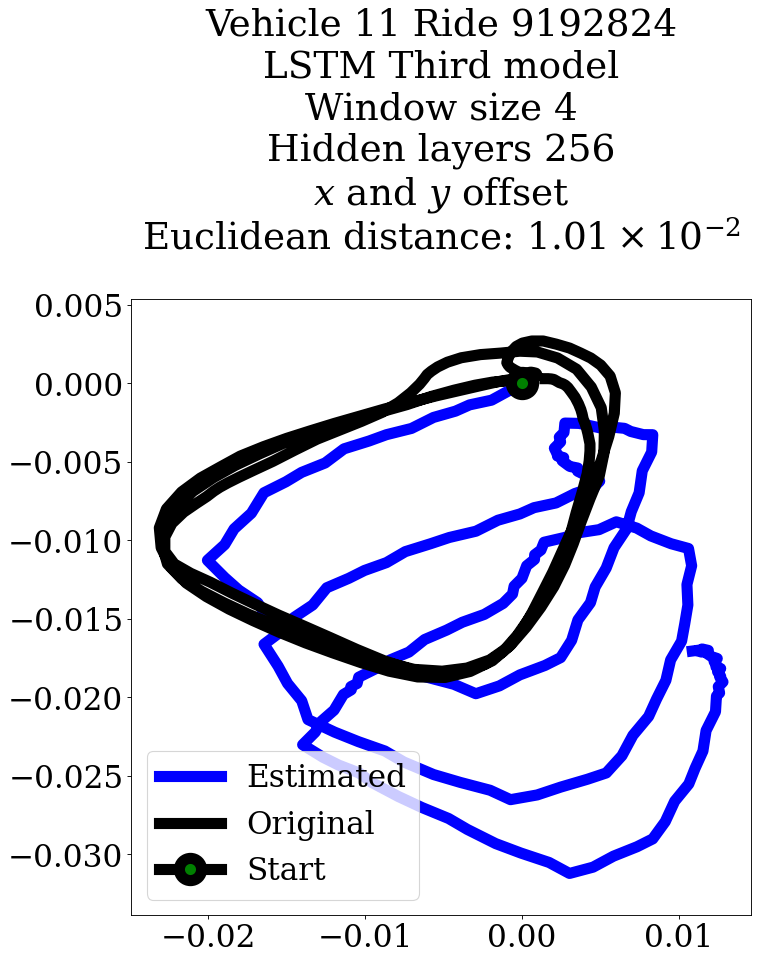 Vehicle 11 Ride 9192824
LSTM Third model
Window size 4
Hidden layers 256
x and y offset
Euclidean distance: 1.01 × 10⁻²
0.005
0.000
−0.005
−0.010
−0.015
−0.020
−0.025
−0.030
Estimated
Original
Start
−0.02
−0.01
0.00
0.01